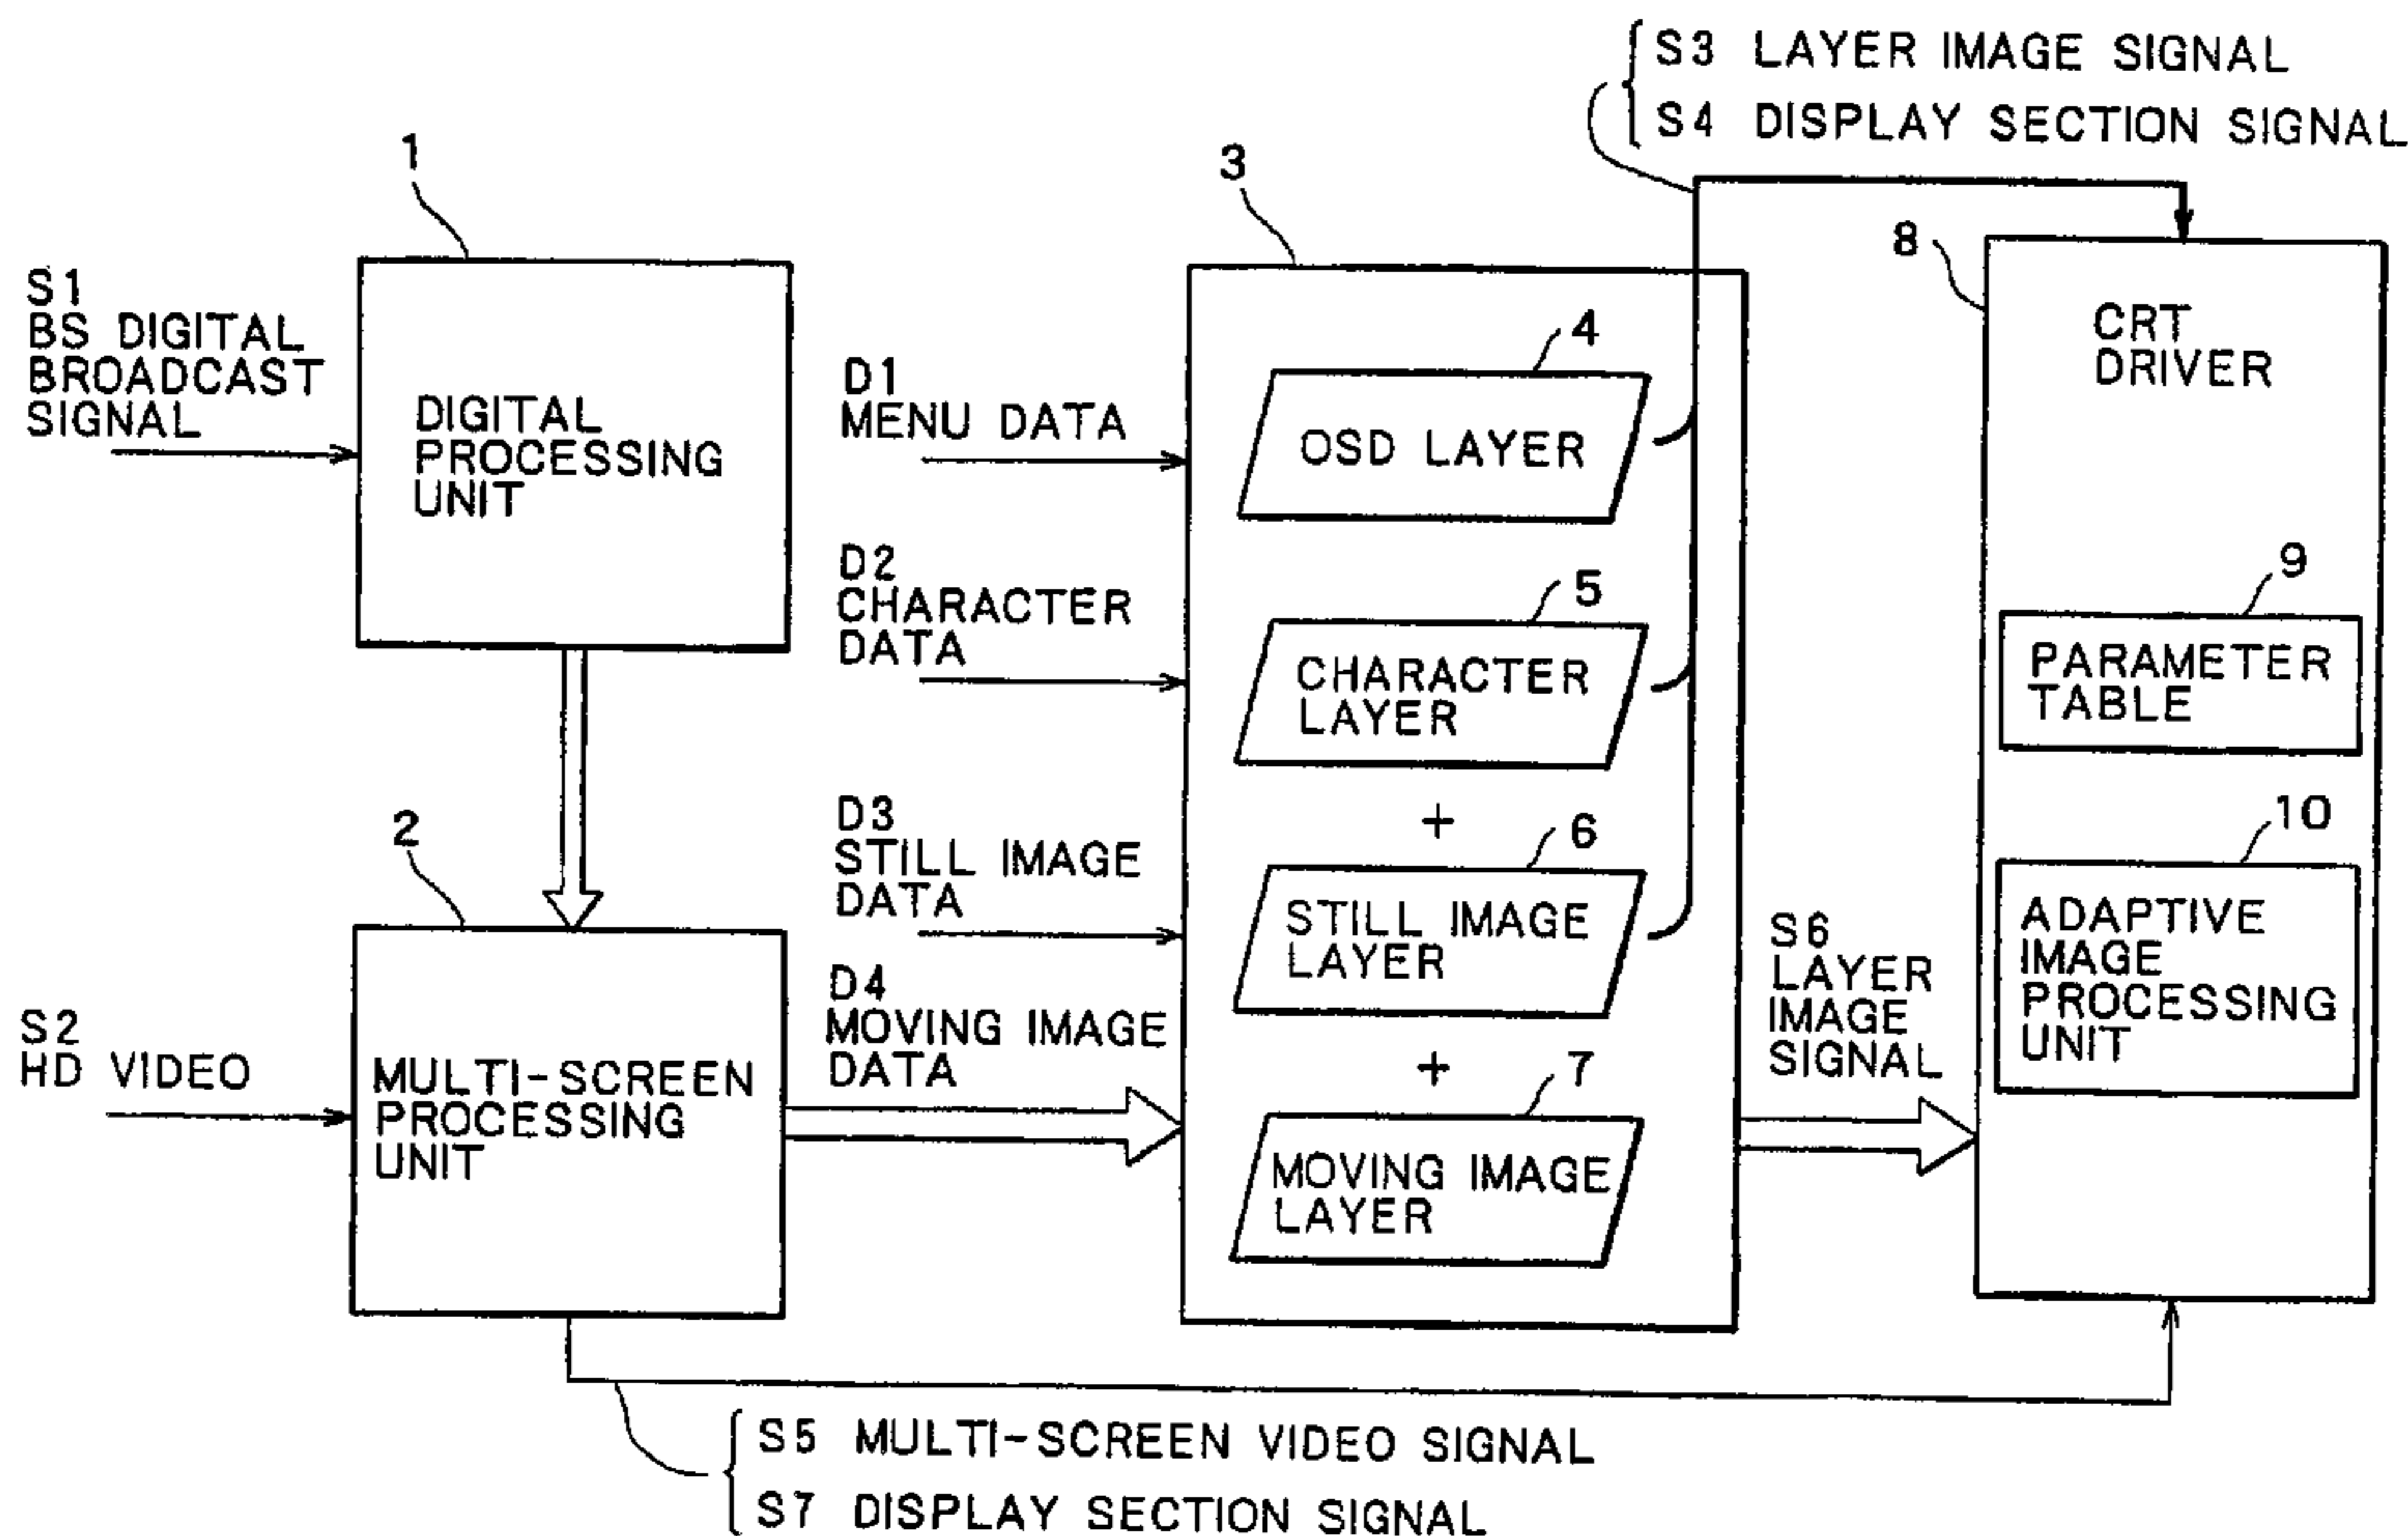 S3 LAYER IMAGE SIGNAL
S4 DISPLAY SECTION SIGNAL
1
3
8
S1
BS DIGITAL
BROADCAST
SIGNAL
DIGITAL
PROCESSING
UNIT
D1
MENU DATA
4
OSD LAYER
CRT
DRIVER
D2
CHARACTER
DATA
5
CHARACTER
LAYER
9
PARAMETER
TABLE
+
2
D3
STILL IMAGE
DATA
6
STILL IMAGE
LAYER
10
ADAPTIVE
IMAGE
PROCESSING
UNIT
S2
HD VIDEO
MULTI-SCREEN
PROCESSING
UNIT
D4
MOVING IMAGE
DATA
+
7
MOVING IMAGE
LAYER
S6
LAYER
IMAGE
SIGNAL
S5 MULTI-SCREEN VIDEO SIGNAL
S7 DISPLAY SECTION SIGNAL